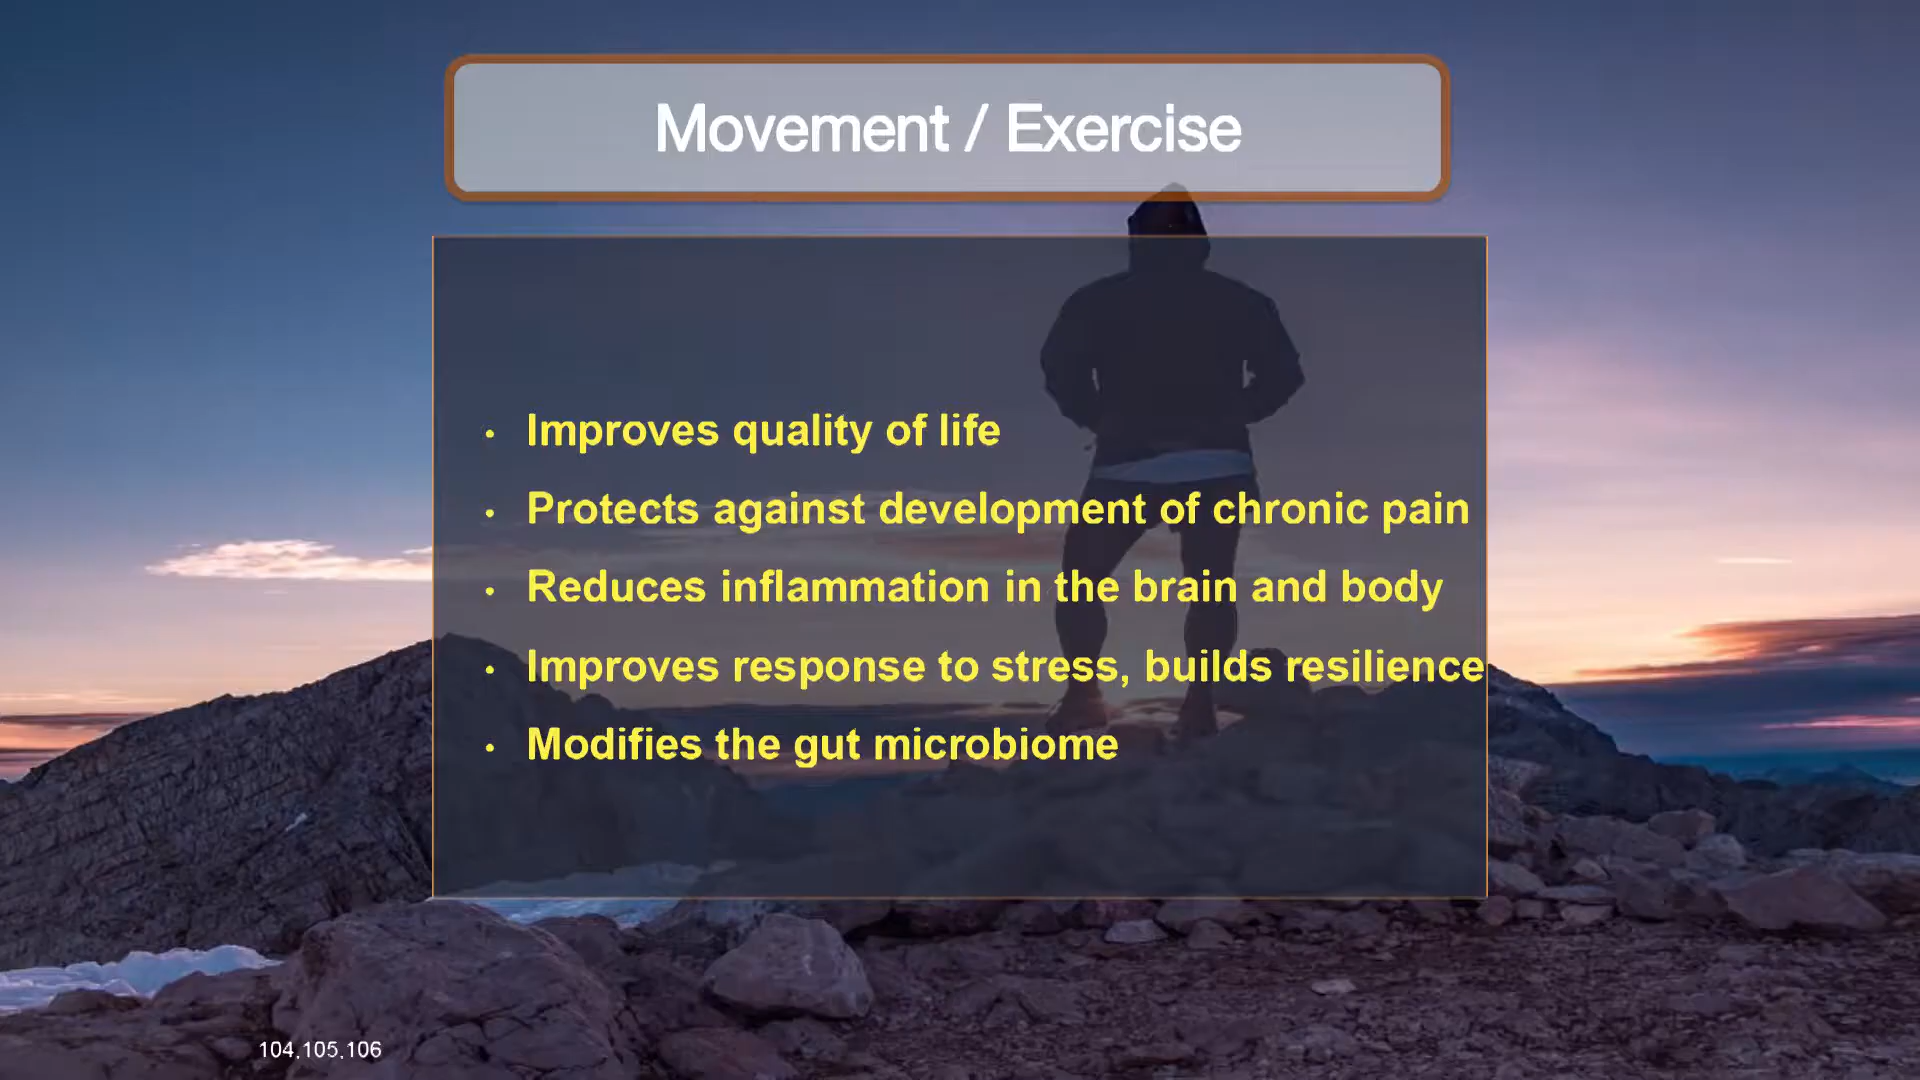 Movement / Exercise
• Improves quality of life
• Protects against development of chronic pain
• Reduces inflammation in the brain and body
• Improves response to stress, builds resilience
• Modifies the gut microbiome
104,105,106